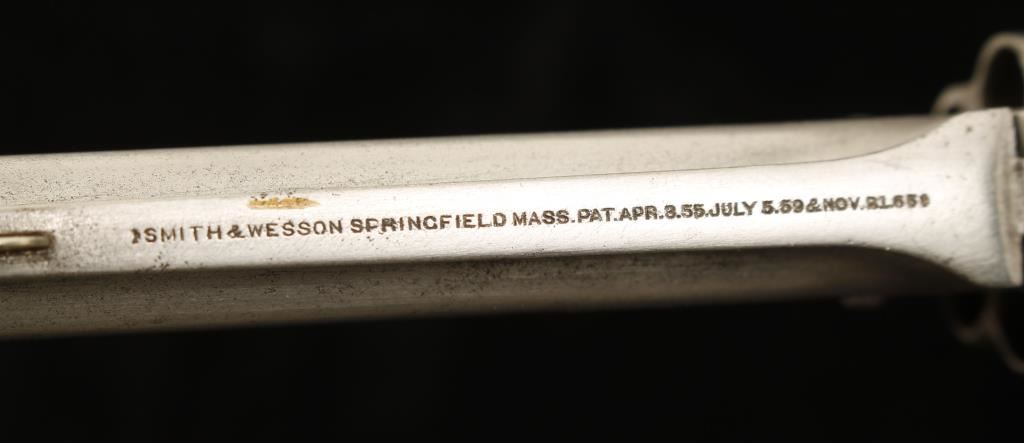 SMITH & WESSON SPRINGFIELD MASS. PAT. APR. 3.55. JULY 5.59 & NOV. 21.65